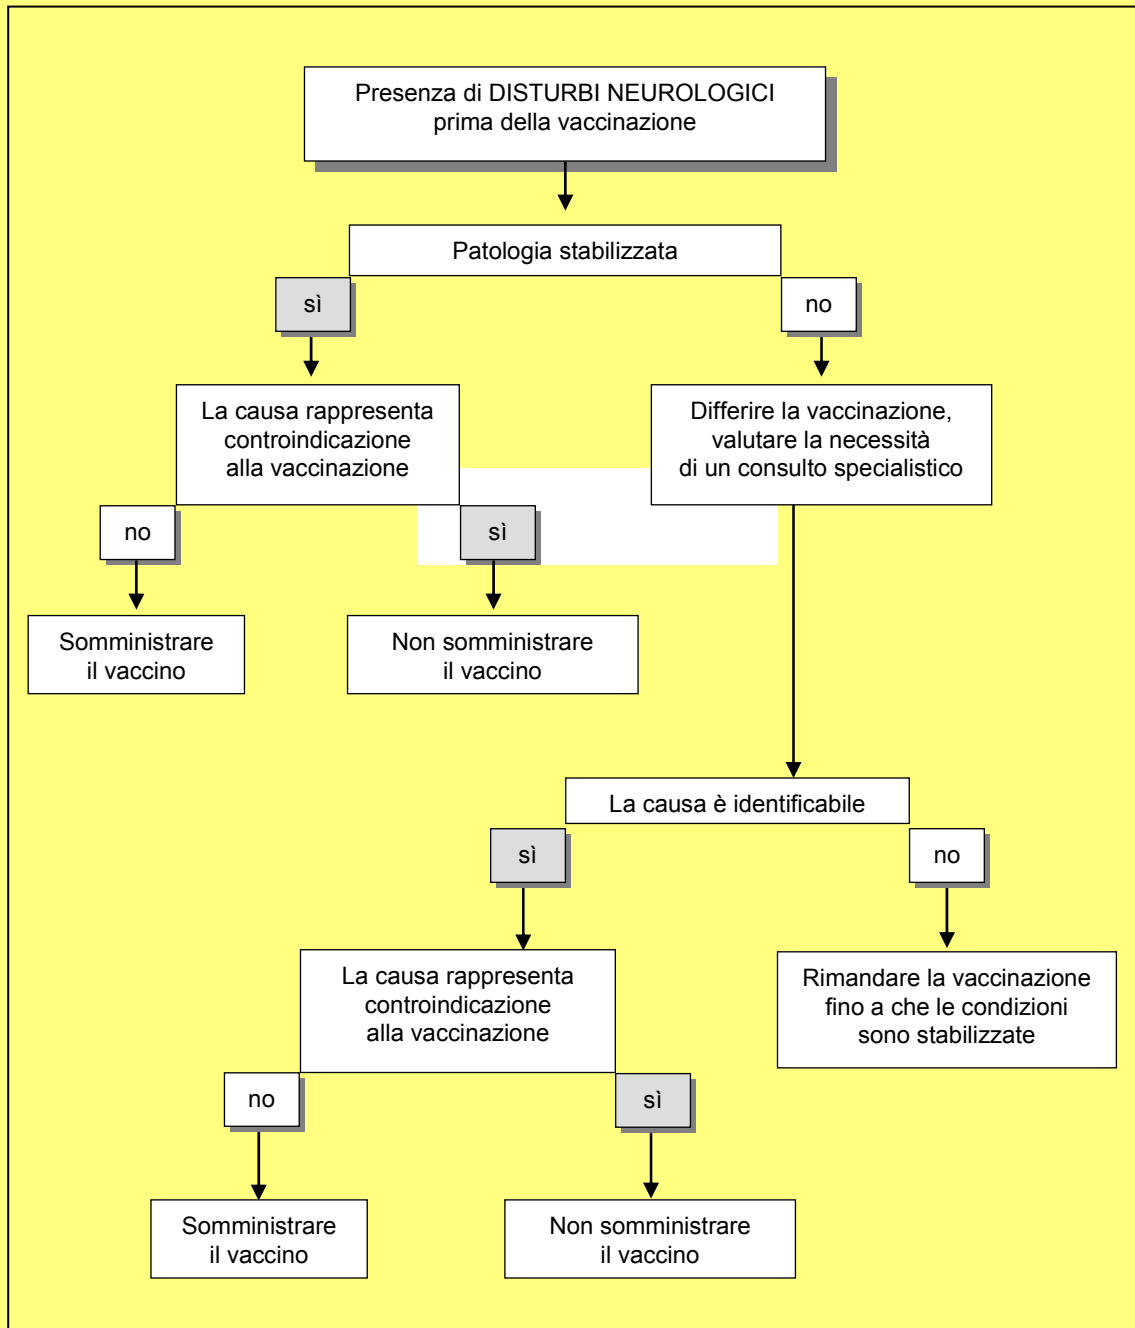 Presenza di DISTURBI NEUROLOGICI
prima della vaccinazione
Patologia stabilizzata
sì
no
La causa rappresenta
controindicazione
alla vaccinazione
Differire la vaccinazione,
valutare la necessità
di un consulto specialistico
no
sì
Somministrare
il vaccino
Non somministrare
il vaccino
La causa è identificabile
sì
no
La causa rappresenta
controindicazione
alla vaccinazione
Rimandare la vaccinazione
fino a che le condizioni
sono stabilizzate
no
sì
Somministrare
il vaccino
Non somministrare
il vaccino